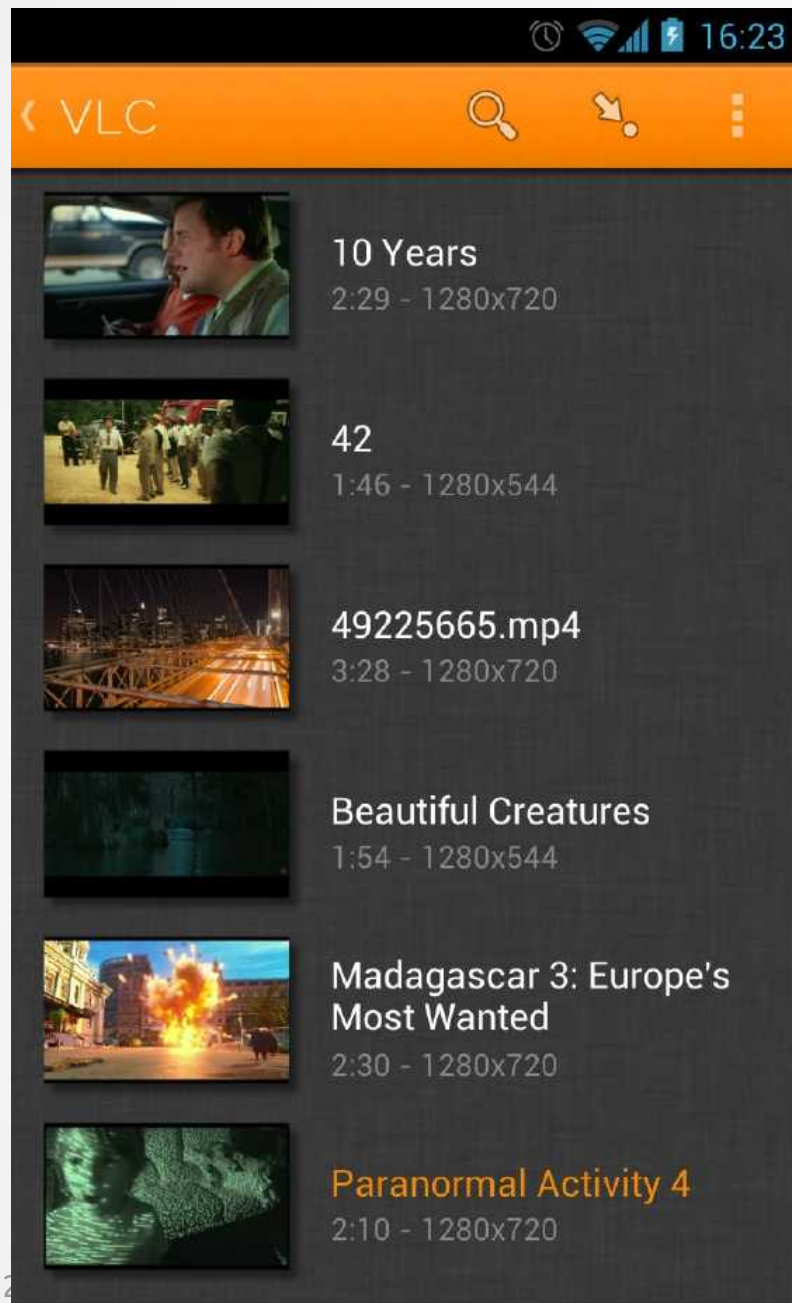 16:23
VLC
10 Years
2:29 - 1280x720
42
1:46 - 1280x544
49225665.mp4
3:28 - 1280x720
Beautiful Creatures
1:54 - 1280x544
Madagascar 3: Europe's
Most Wanted
2:30 - 1280x720
Paranormal Activity 4
2:10 - 1280x720